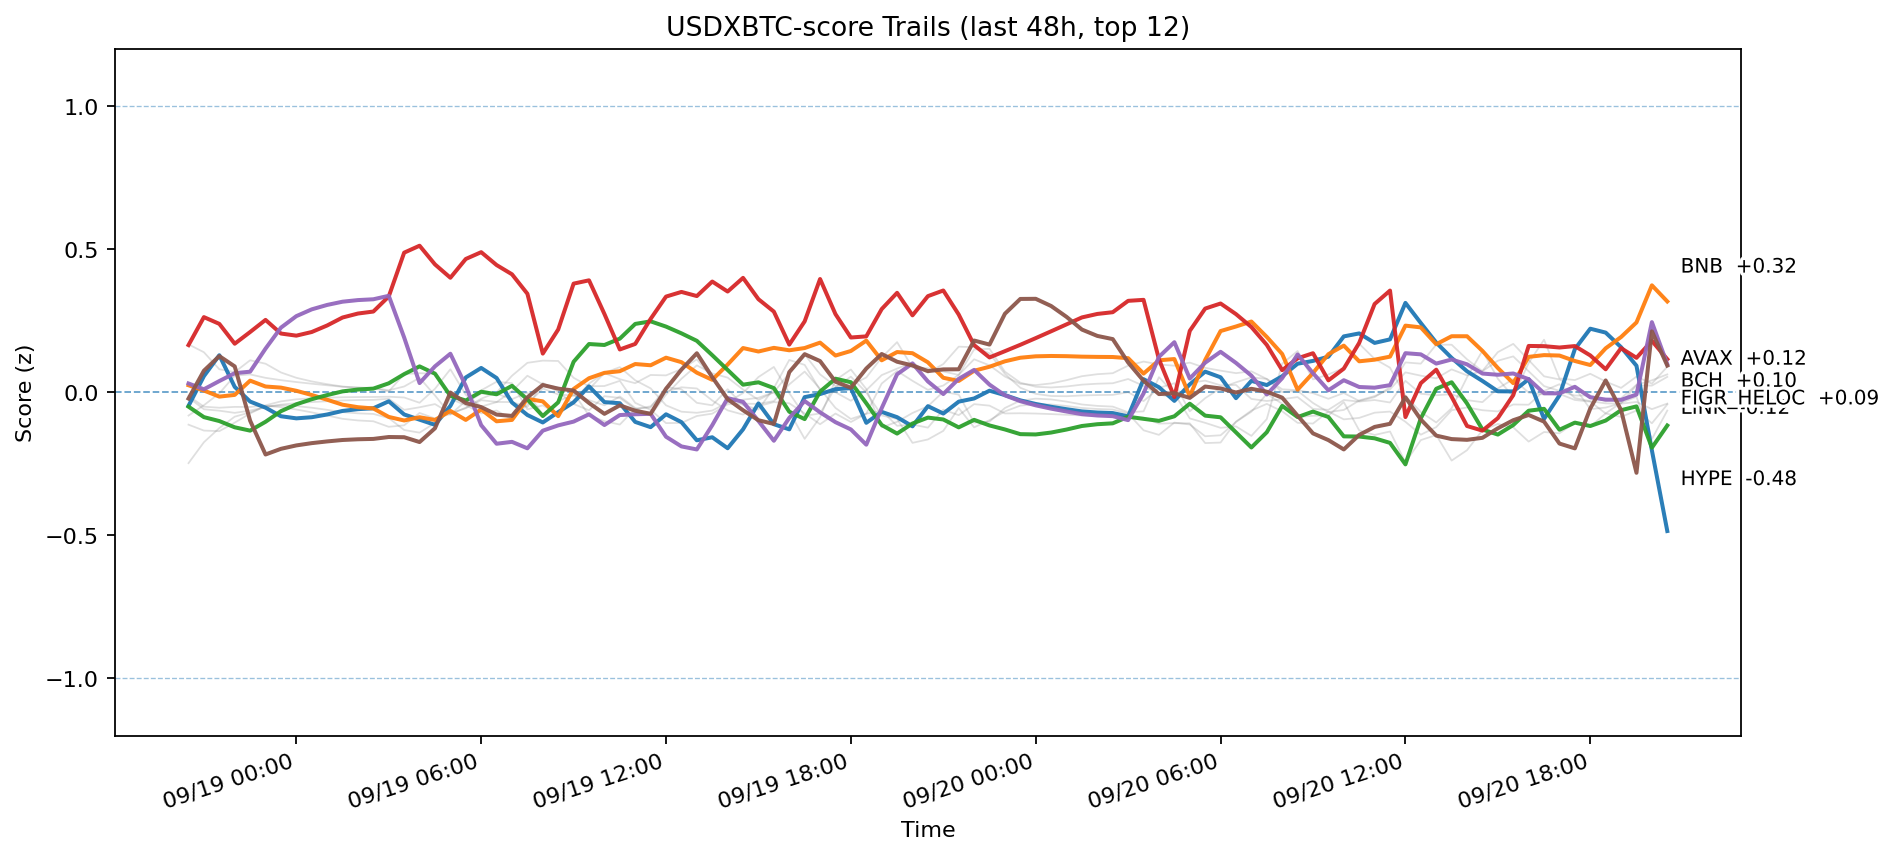 USDXBTC-score Trails (last 48h, top 12)
Score (z)
1.0
0.5
0.0
−0.5
−1.0
BNB +0.32
AVAX +0.12
BCH +0.10
FIGR_HELOC +0.09
LINK -0.12
HYPE -0.48
09/19 00:00
09/19 06:00
09/19 12:00
09/19 18:00
09/20 00:00
09/20 06:00
09/20 12:00
09/20 18:00
Time